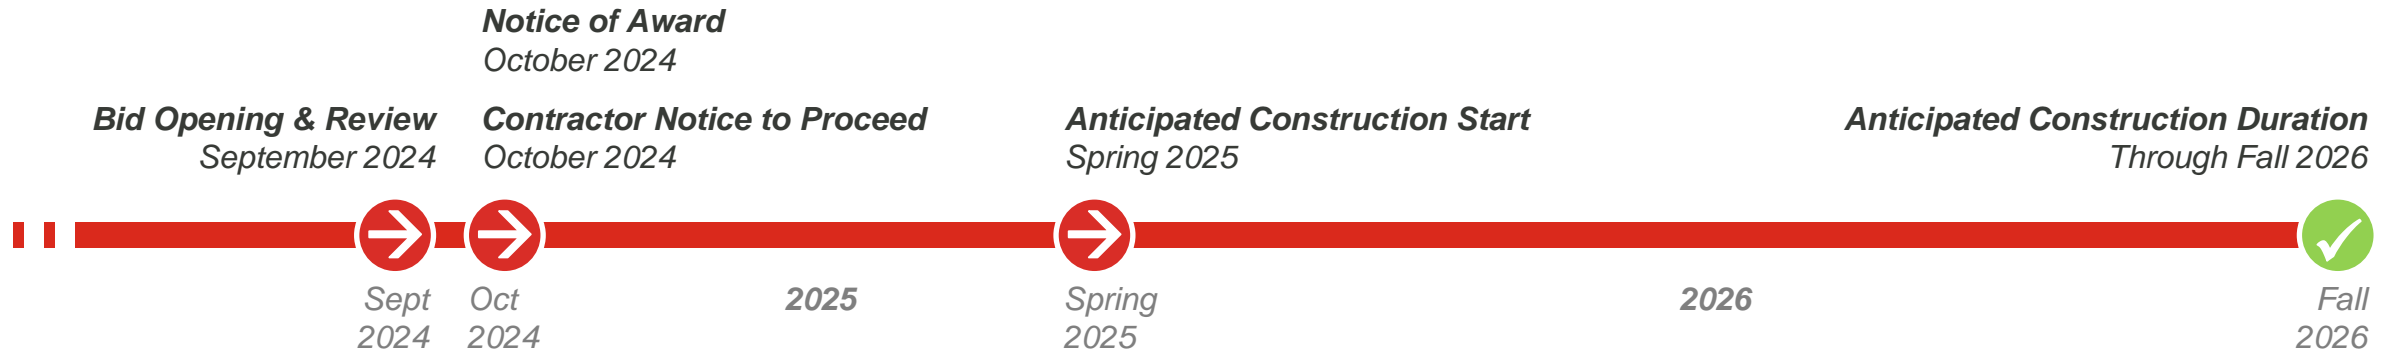 Notice of Award
October 2024
Bid Opening & Review
September 2024
Contractor Notice to Proceed
October 2024
Anticipated Construction Start
Spring 2025
Anticipated Construction Duration
Through Fall 2026
Sept
2024
Oct
2024
2025
Spring
2025
2026
Fall
2026